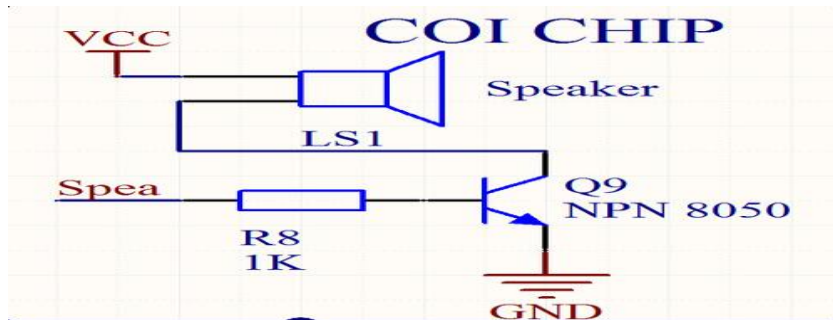 COI CHIP
VCC
Speaker
LS1
Spea
Q9
NPN 8050
R8
1K
GND